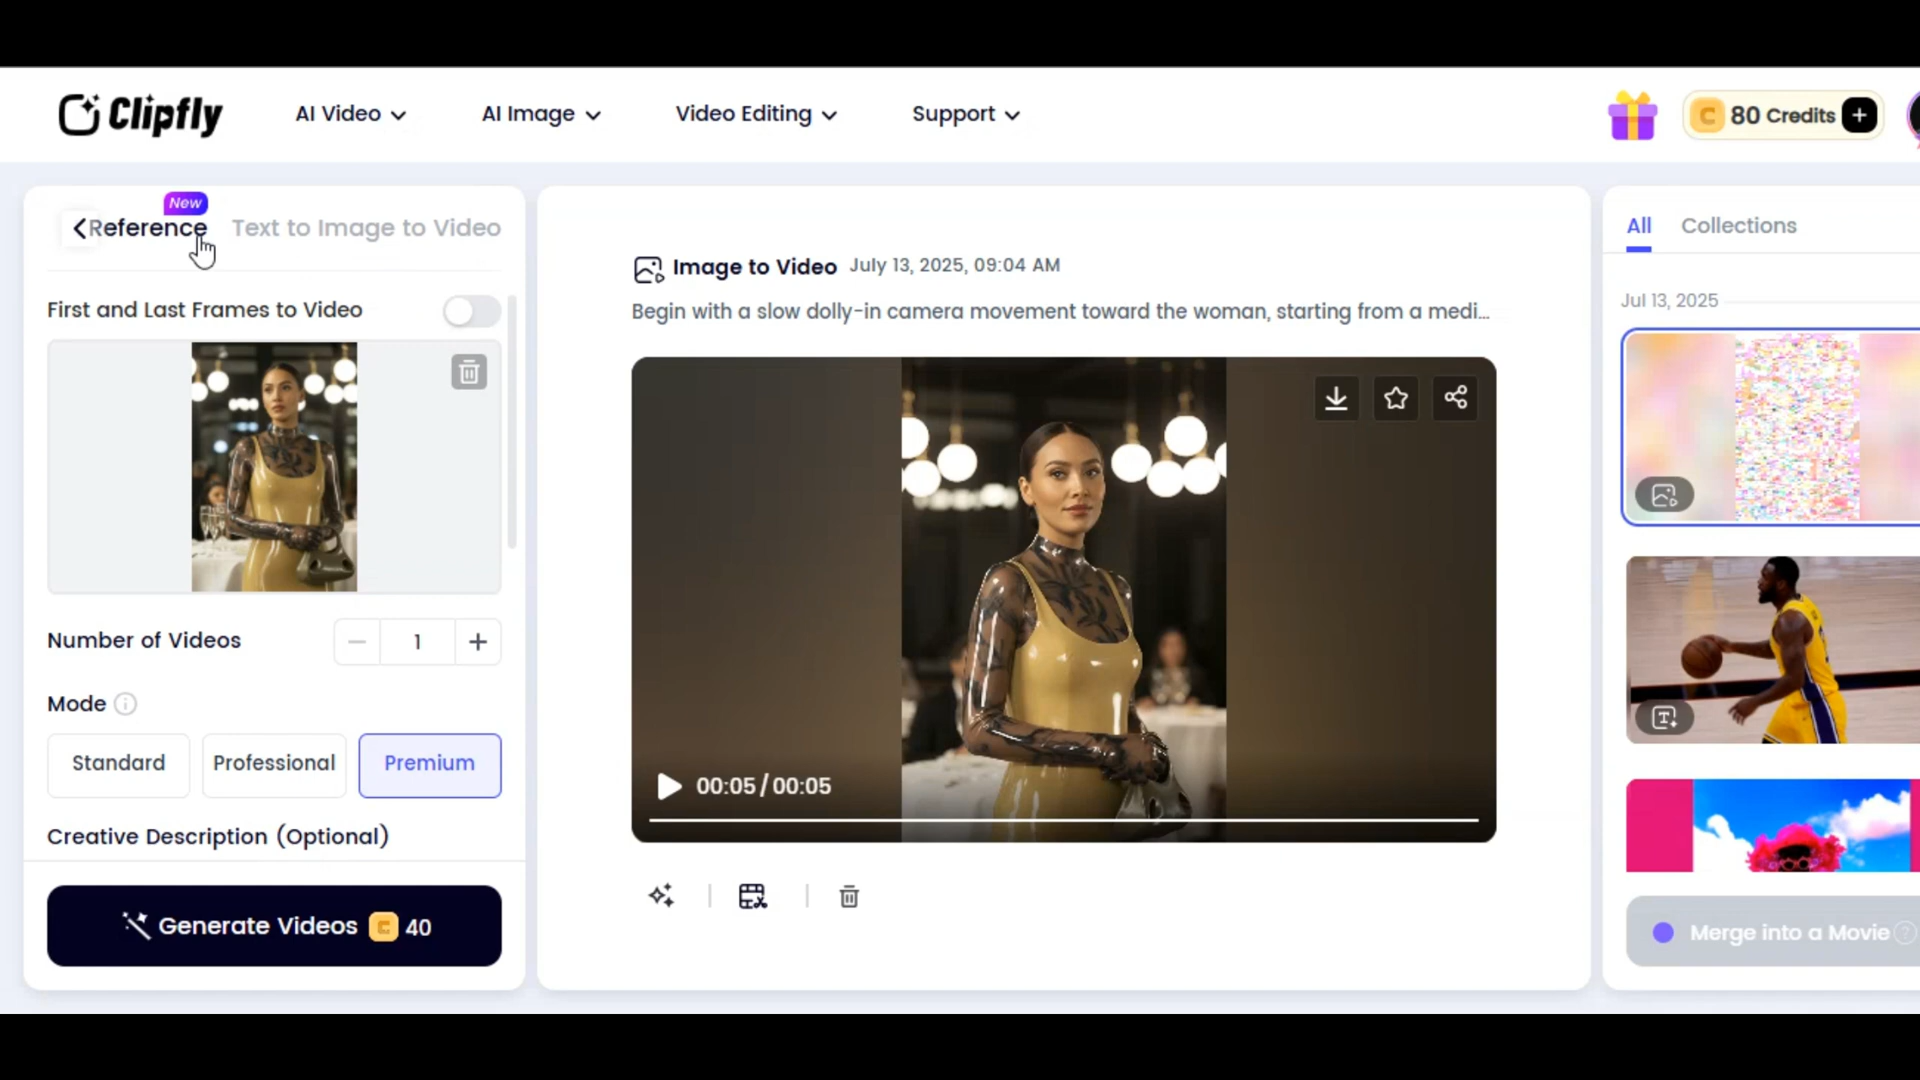 Clipfly
AI Video
AI Image
Video Editing
Support
80 Credits
New
Reference
Text to Image to Video
First and Last Frames to Video
Number of Videos
1
Mode
Standard
Professional
Premium
Creative Description (Optional)
Generate Videos
40
Image to Video July 13, 2025, 09:04 AM
Begin with a slow dolly-in camera movement toward the woman, starting from a medi...
00:05 / 00:05
All
Collections
Jul 13, 2025
Merge into a Movie